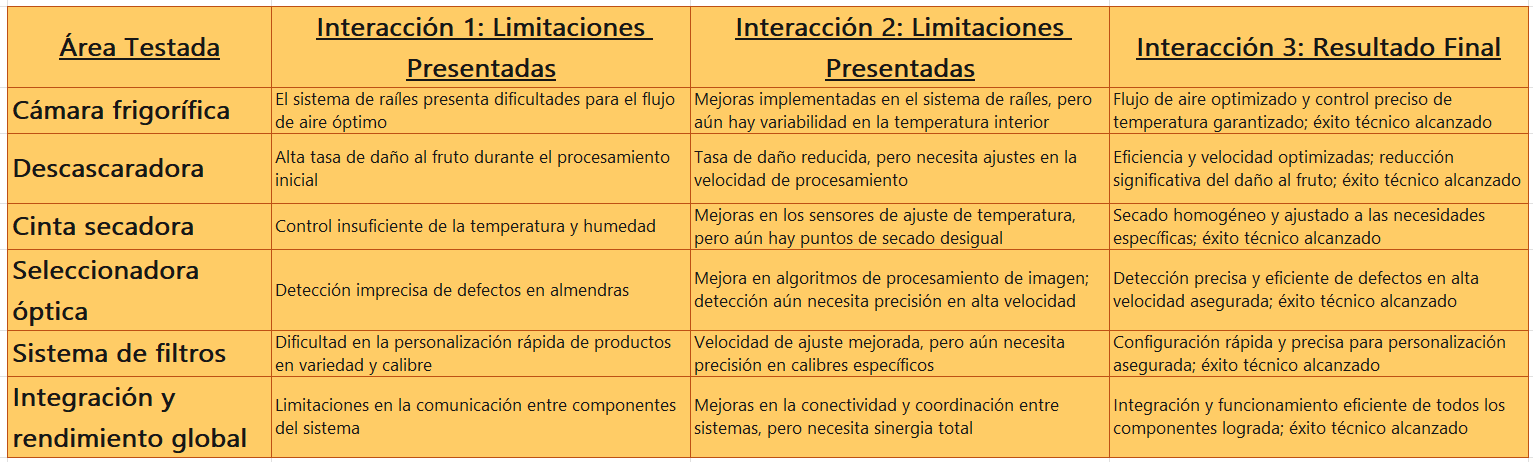 Área Testada
Interacción 1: Limitaciones
Presentadas
Interacción 2: Limitaciones
Presentadas
Interacción 3: Resultado Final
Cámara frigorífica
El sistema de raíles presenta dificultades para el flujo
de aire óptimo
Mejoras implementadas en el sistema de raíles, pero
aún hay variabilidad en la temperatura interior
Flujo de aire optimizado y control preciso de
temperatura garantizado; éxito técnico alcanzado
Descascaradora
Alta tasa de daño al fruto durante el procesamiento
inicial
Tasa de daño reducida, pero necesita ajustes en la
velocidad de procesamiento
Eficiencia y velocidad optimizadas; reducción
significativa del daño al fruto; éxito técnico alcanzado
Cinta secadora
Control insuficiente de la temperatura y humedad
Mejoras en los sensores de ajuste de temperatura,
pero aún hay puntos de secado desigual
Secado homogéneo y ajustado a las necesidades
específicas; éxito técnico alcanzado
Seleccionadora
óptica
Detección imprecisa de defectos en almendras
Mejora en algoritmos de procesamiento de imagen;
detección aún necesita precisión en alta velocidad
Detección precisa y eficiente de defectos en alta
velocidad asegurada; éxito técnico alcanzado
Sistema de filtros
Dificultad en la personalización rápida de productos
en variedad y calibre
Velocidad de ajuste mejorada, pero aún necesita
precisión en calibres específicos
Configuración rápida y precisa para personalización
asegurada; éxito técnico alcanzado
Integración y
rendimiento global
Limitaciones en la comunicación entre componentes
del sistema
Mejoras en la conectividad y coordinación entre
sistemas, pero necesita sinergia total
Integración y funcionamiento eficiente de todos los
componentes lograda; éxito técnico alcanzado